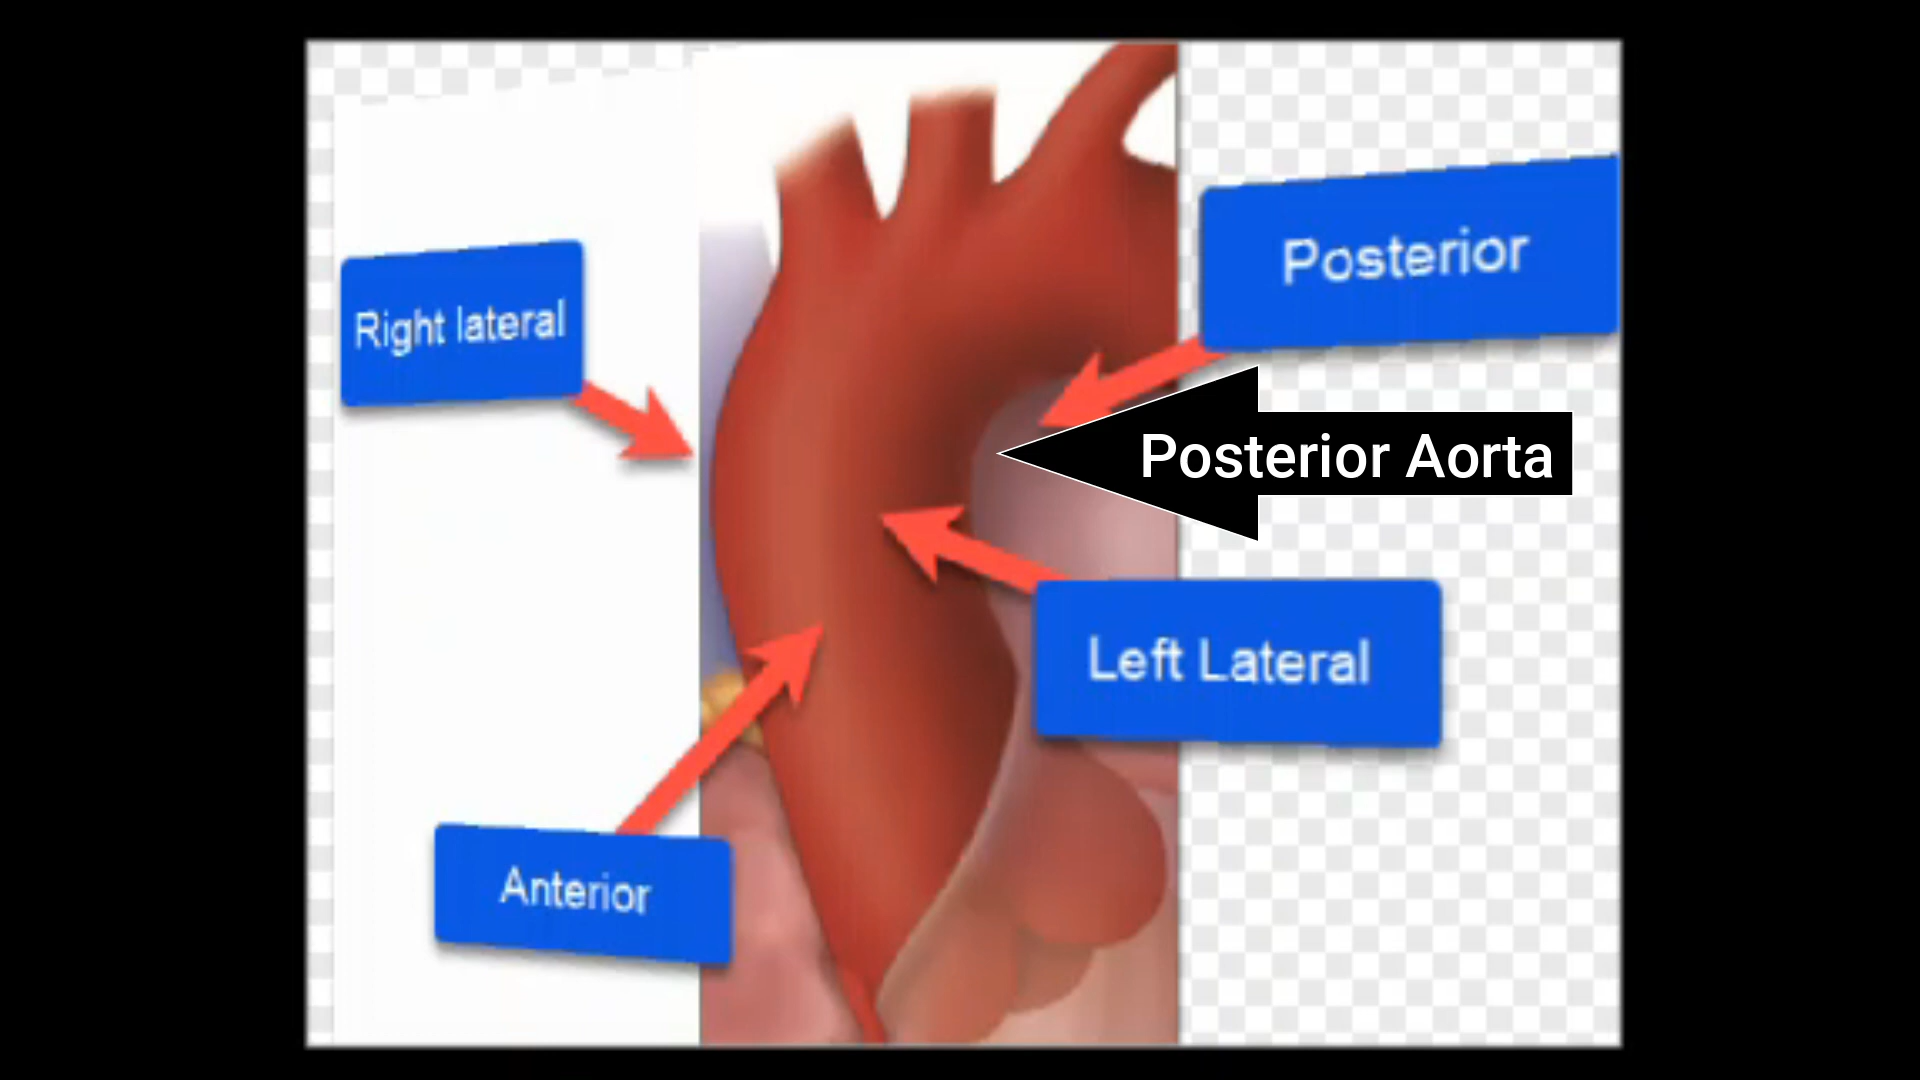 Posterior
Right lateral
Posterior Aorta
Left Lateral
Anterior